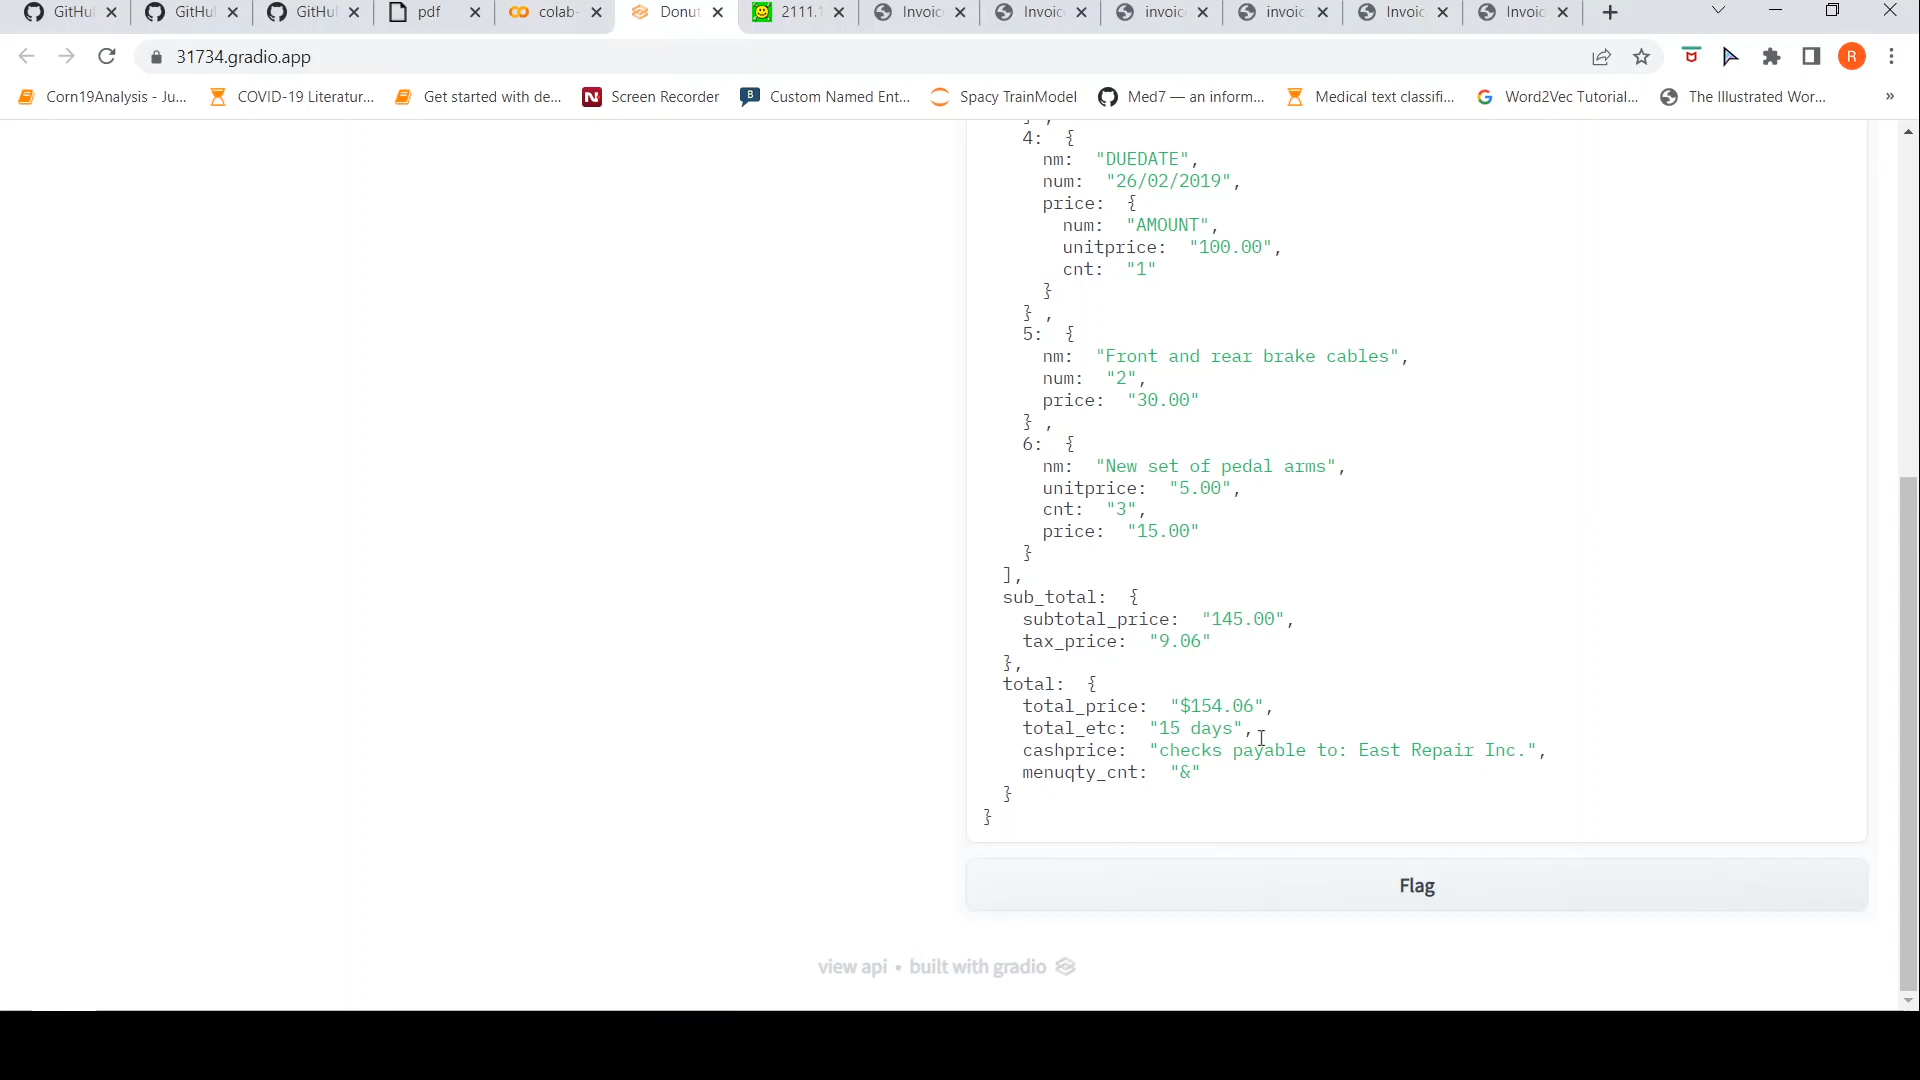 GitHu
GitHu
GitHu
pdf
colab-
Donut
2111.1
Invoic
Invoic
invoic
invoic
Invoic
Invoic
31734.gradio.app
R
Corn19Analysis - Ju...
COVID-19 Literatur...
Get started with de...
N
Screen Recorder
B
Custom Named Ent...
Spacy TrainModel
Med7 — an inform...
Medical text classifi...
Word2Vec Tutorial...
The Illustrated Wor...
»
4: {
nm: "DUEDATE",
num: "26/02/2019",
price: {
num: "AMOUNT",
unitprice: "100.00",
cnt: "1"
}
} ,
5: {
nm: "Front and rear brake cables",
num: "2",
price: "30.00"
} ,
6: {
nm: "New set of pedal arms",
unitprice: "5.00",
cnt: "3",
price: "15.00"
}
],
sub_total: {
subtotal_price: "145.00",
tax_price: "9.06"
},
total: {
total_price: "$154.06",
total_etc: "15 days",
cashprice: "checks payable to: East Repair Inc.",
menuqty_cnt: "&"
}
}
Flag
view api • built with gradio